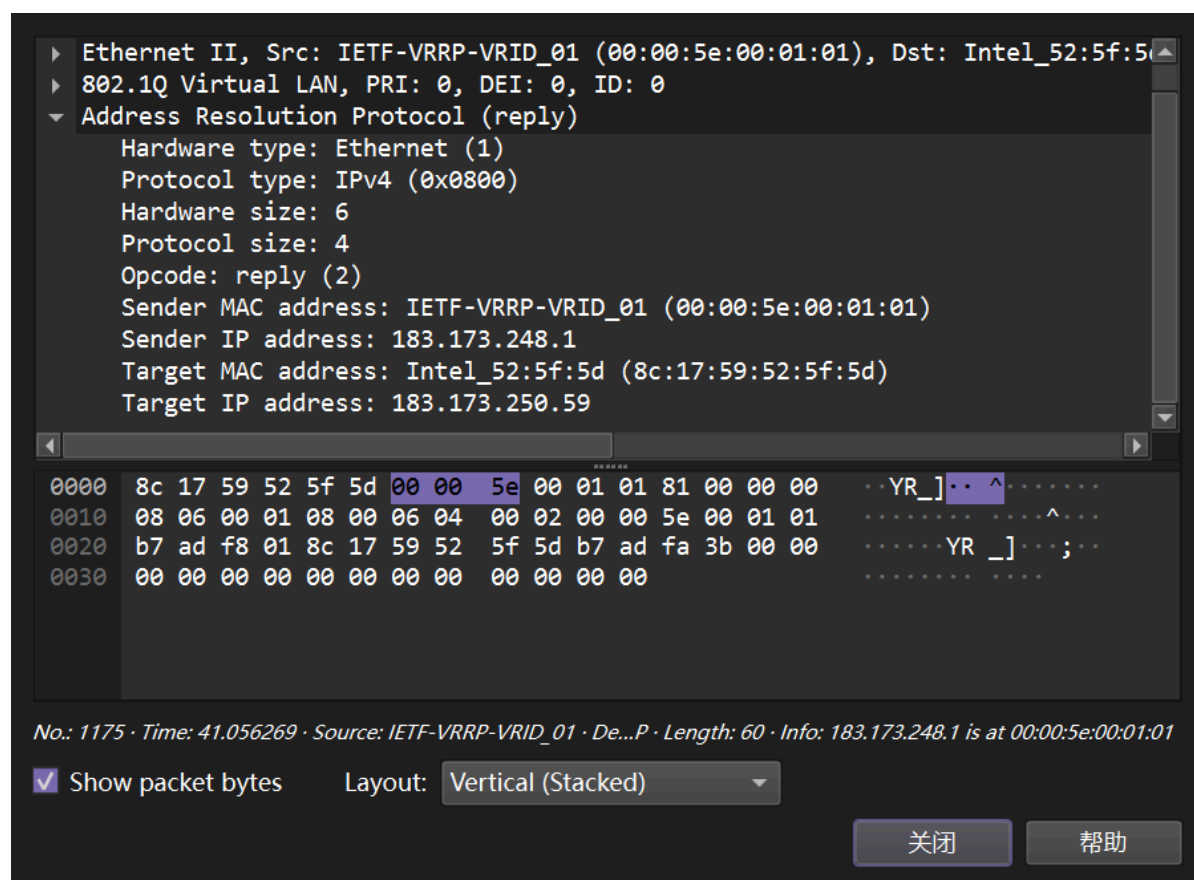 Ethernet II, Src: IETF-VRRP-VRID_01 (00:00:5e:00:01:01), Dst: Intel_52:5f:5
802.1Q Virtual LAN, PRI: 0, DEI: 0, ID: 0
Address Resolution Protocol (reply)
Hardware type: Ethernet (1)
Protocol type: IPv4 (0x0800)
Hardware size: 6
Protocol size: 4
Opcode: reply (2)
Sender MAC address: IETF-VRRP-VRID_01 (00:00:5e:00:01:01)
Sender IP address: 183.173.248.1
Target MAC address: Intel_52:5f:5d (8c:17:59:52:5f:5d)
Target IP address: 183.173.250.59
0000 8c 17 59 52 5f 5d 00 00 5e 00 01 01 81 00 00 00 ··YR_]·· ^·······
0010 08 06 00 01 08 00 06 04 00 02 00 00 5e 00 01 01 ········ ····^···
0020 b7 ad f8 01 8c 17 59 52 5f 5d b7 ad fa 3b 00 00 ······YR _]···;··
0030 00 00 00 00 00 00 00 00 00 00 00 00 ········ ····
No.: 1175 · Time: 41.056269 · Source: IETF-VRRP-VRID_01 · De...P · Length: 60 · Info: 183.173.248.1 is at 00:00:5e:00:01:01
Show packet bytes Layout: Vertical (Stacked)
关闭 帮助